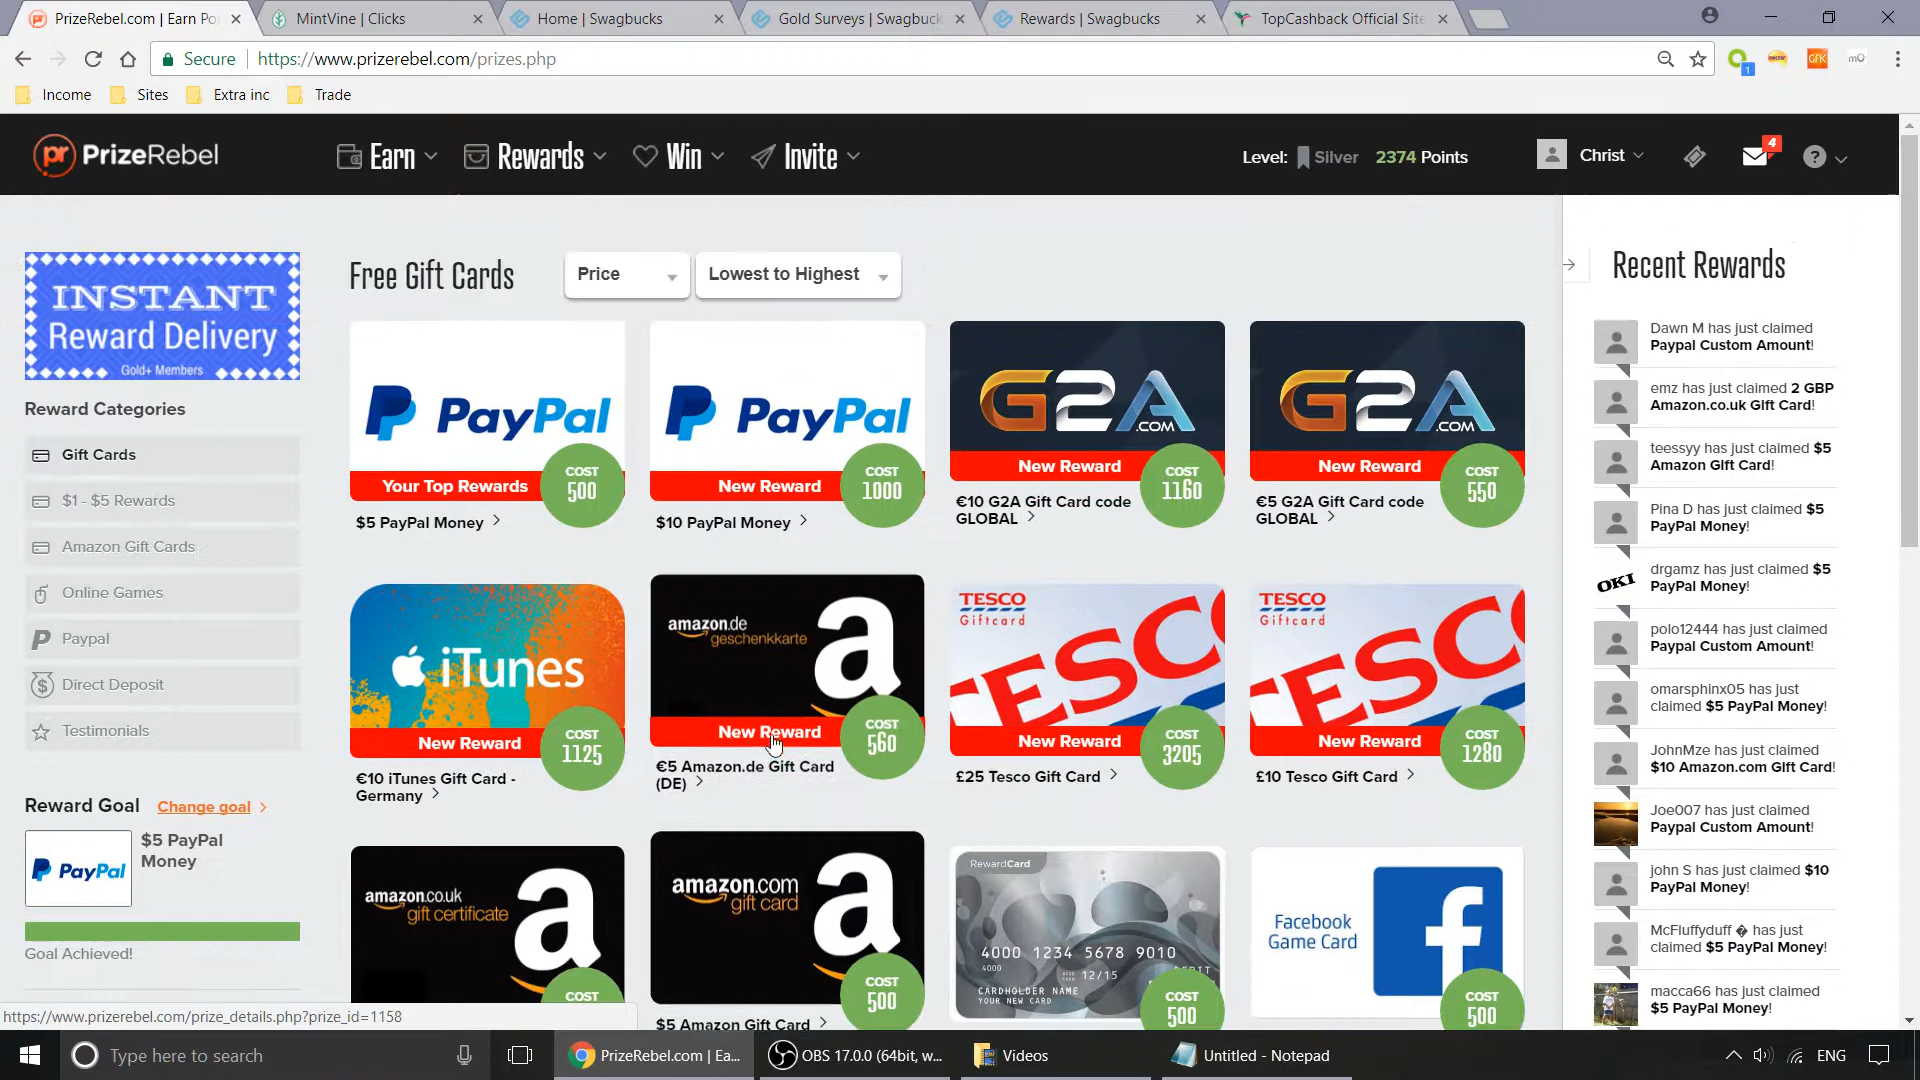 PrizeRebel.com | Earn Po
MintVine | Clicks
Home | Swagbucks
Gold Surveys | Swagbuck
Rewards | Swagbucks
TopCashback Official Site
Secure
https://www.prizerebel.com/prizes.php
1
nectar
GFK
mO
Income
Sites
Extra inc
Trade
pr PrizeRebel
Earn
Rewards
Win
Invite
Level: Silver 2374 Points
Christ
4
?
INSTANT
Reward Delivery
Gold+ Members
Reward Categories
Gift Cards
$1 - $5 Rewards
Amazon Gift Cards
Online Games
Paypal
Direct Deposit
Testimonials
Reward Goal Change goal
PayPal
$5 PayPal
Money
Goal Achieved!
Free Gift Cards
Price
Lowest to Highest
PayPal
Your Top Rewards
COST
500
$5 PayPal Money
PayPal
New Reward
COST
1000
$10 PayPal Money
G2A
.COM
New Reward
COST
1160
€10 G2A Gift Card code
GLOBAL
G2A
.COM
New Reward
COST
550
€5 G2A Gift Card code
GLOBAL
iTunes
New Reward
COST
1125
€10 iTunes Gift Card -
Germany
amazon.de
geschenkkarte
a
New Reward
COST
560
€5 Amazon.de Gift Card
(DE)
TESCO
Giftcard
TESCO
New Reward
COST
3205
£25 Tesco Gift Card
TESCO
Giftcard
TESCO
New Reward
COST
1280
£10 Tesco Gift Card
amazon.co.uk
gift certificate
a
COST
amazon.com
gift card
a
COST
500
$5 Amazon Gift Card
RewardCard
4000 1234 5678 9010
4000
12/15
CARDHOLDER NAME
YOUR NEW CARD
COST
500
Facebook
Game Card
f
COST
500
Recent Rewards
Dawn M has just claimed
Paypal Custom Amount!
emz has just claimed 2 GBP
Amazon.co.uk Gift Card!
teessyy has just claimed $5
Amazon Gift Card!
Pina D has just claimed $5
PayPal Money!
OKI
drgamz has just claimed $5
PayPal Money!
polo12444 has just claimed
Paypal Custom Amount!
omarsphinx05 has just
claimed $5 PayPal Money!
JohnMze has just claimed
$10 Amazon.com Gift Card!
Joe007 has just claimed
Paypal Custom Amount!
john S has just claimed $10
PayPal Money!
McFluffyduff � has just
claimed $5 PayPal Money!
macca66 has just claimed
$5 PayPal Money!
https://www.prizerebel.com/prize_details.php?prize_id=1158
Type here to search
PrizeRebel.com | Ea...
OBS 17.0.0 (64bit, w...
Videos
Untitled - Notepad
ENG